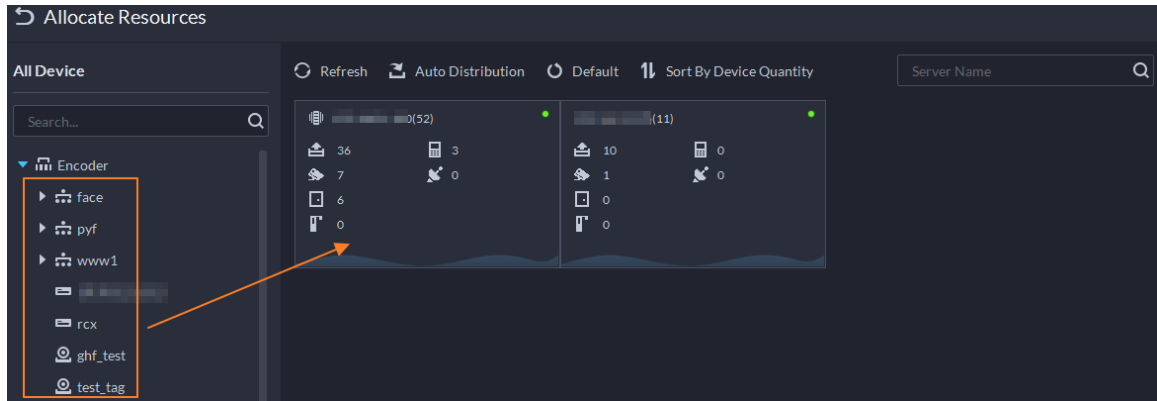 Allocate Resources
All Device
Refresh Auto Distribution Default Sort By Device Quantity
Server Name
Search...
(52)
(11)
36 3
7 0
6
0
10 0
1 0
0
0
Encoder
face
pyf
www1
rcx
ghf_test
test_tag